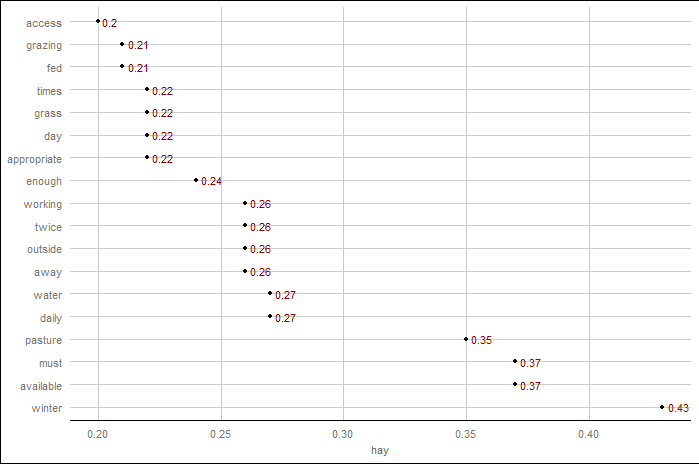 access 0.2
grazing 0.21
fed 0.21
times 0.22
grass 0.22
day 0.22
appropriate 0.22
enough 0.24
working 0.26
twice 0.26
outside 0.26
away 0.26
water 0.27
daily 0.27
pasture 0.35
must 0.37
available 0.37
winter 0.43
0.20 0.25 0.30 0.35 0.40
hay